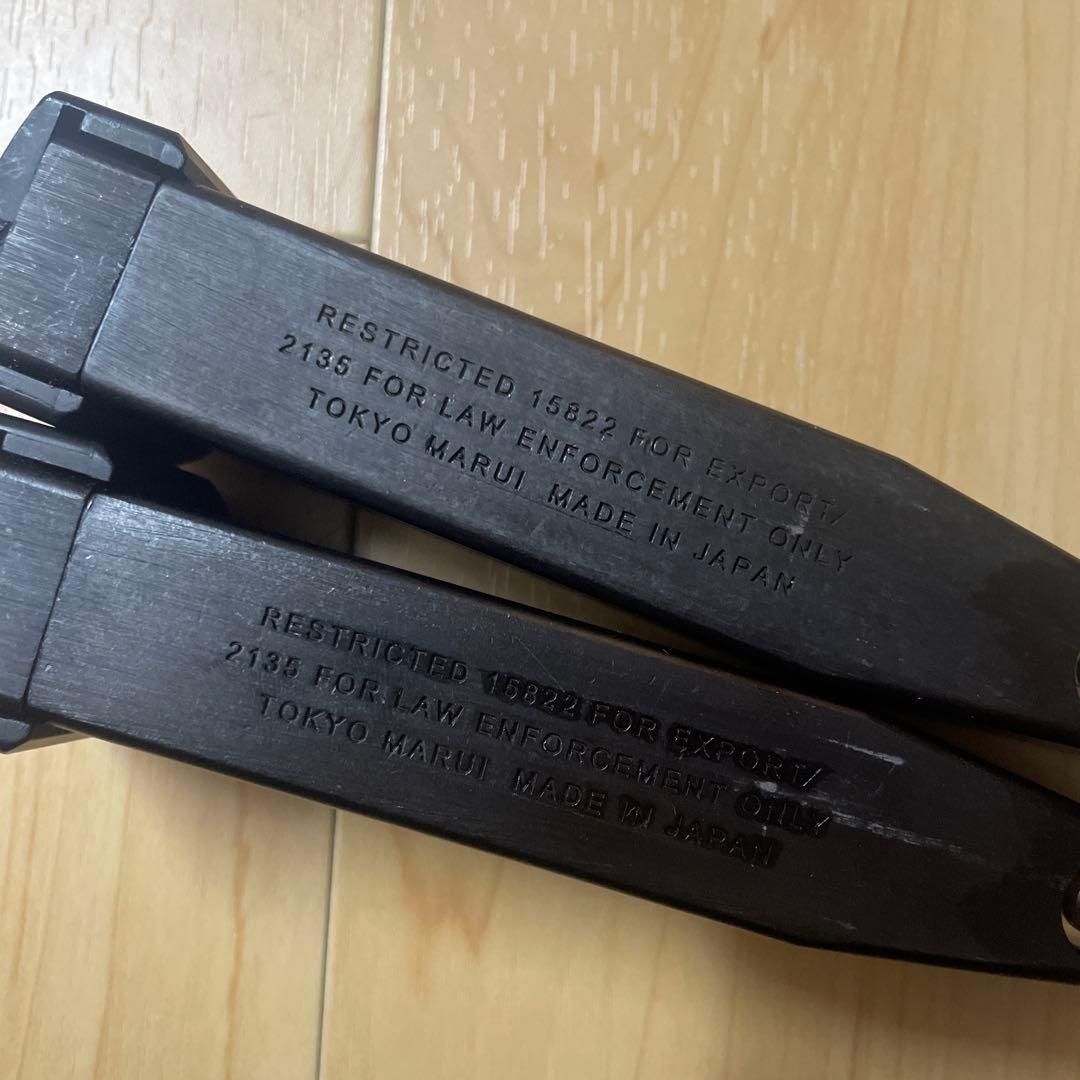 RESTRICTED 15822 FOR EXPORT/
2135 FOR LAW ENFORCEMENT ONLY
TOKYO MARUI MADE IN JAPAN
RESTRICTED 15822 FOR EXPORT/
2135 FOR LAW ENFORCEMENT ONLY
TOKYO MARUI MADE IN JAPAN